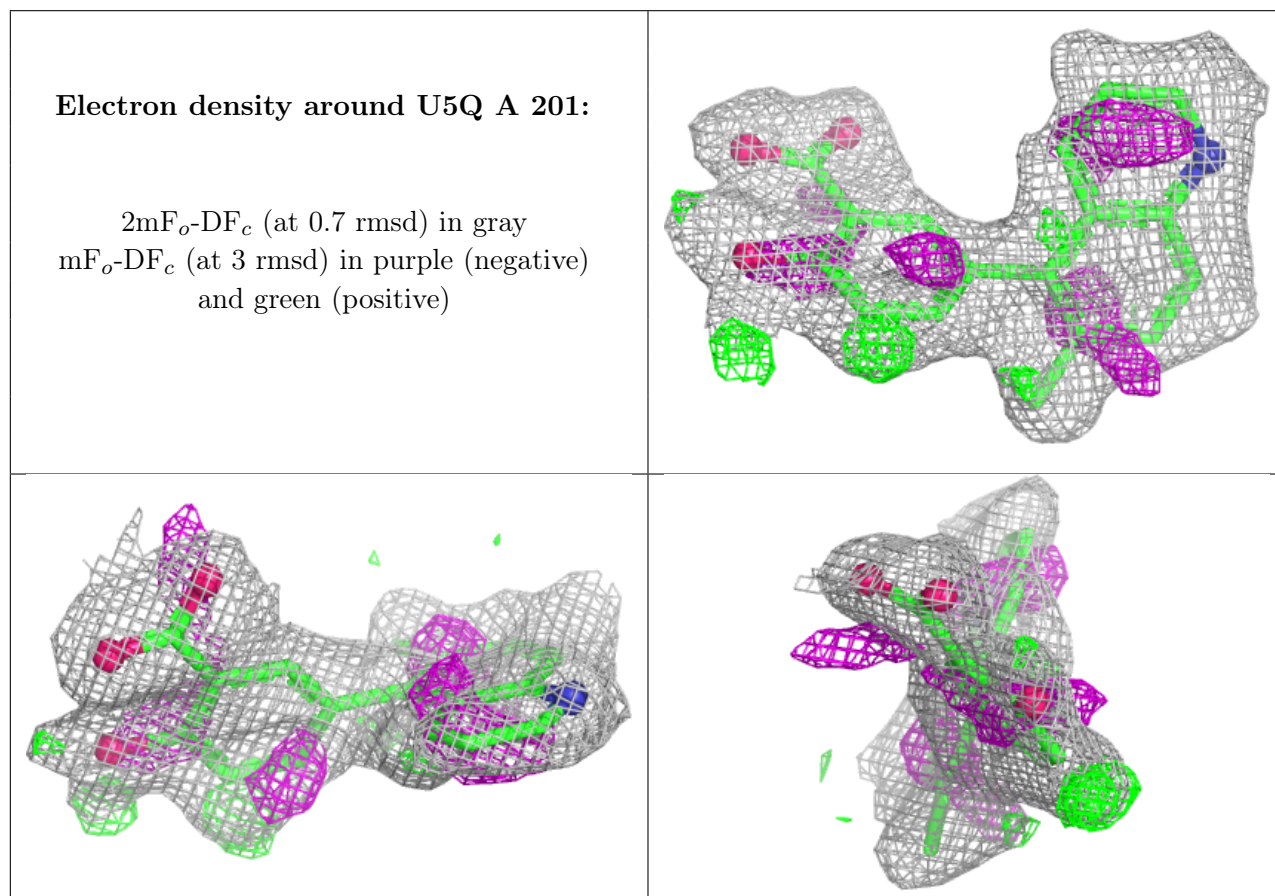 Electron density around U5Q A 201:
2mFₒ-DF𝒸 (at 0.7 rmsd) in gray
mFₒ-DF𝒸 (at 3 rmsd) in purple (negative)
and green (positive)